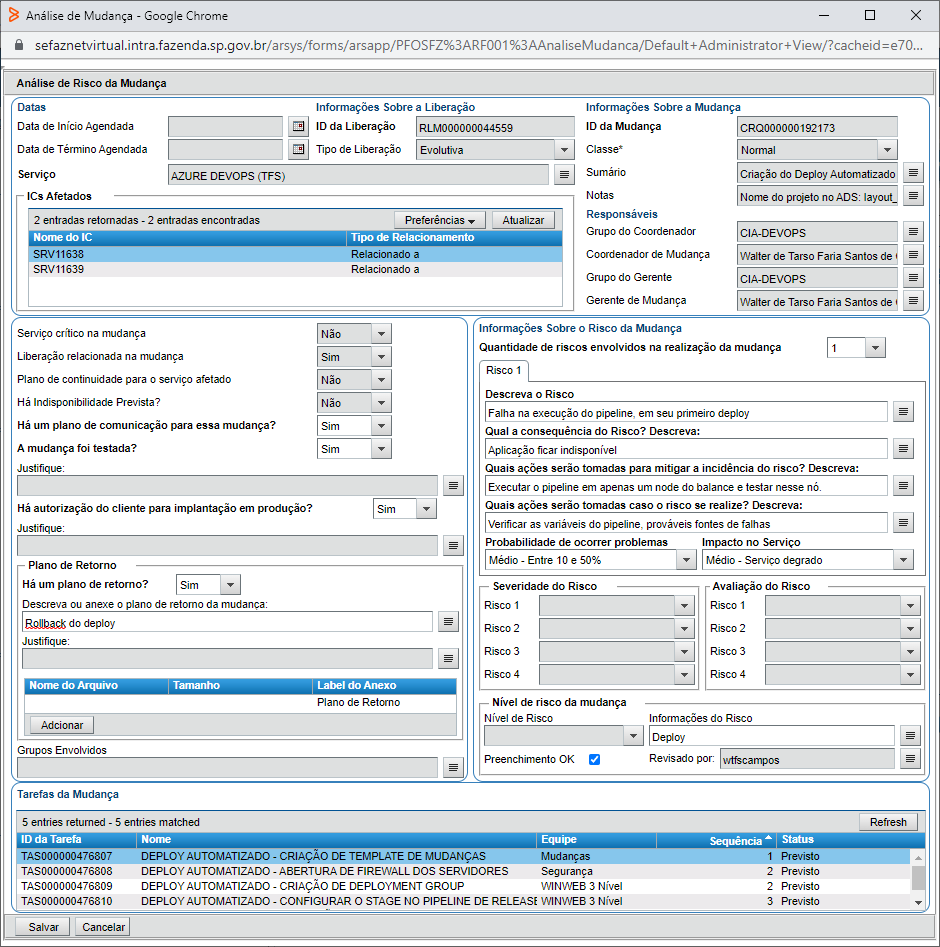 Análise de Mudança - Google Chrome
sefaznetvirtual.intra.fazenda.sp.gov.br/arsys/forms/arsapp/PFOSFZ%3ARF001%3AAnaliseMudanca/Default+Administrator+View/?cacheid=e70...
Análise de Risco da Mudança
Datas
Data de Início Agendada
Data de Término Agendada
Informações Sobre a Liberação
ID da Liberação RLM000000044559
Tipo de Liberação Evolutiva
Serviço AZURE DEVOPS (TFS)
ICs Afetados
2 entradas retornadas - 2 entradas encontradas Preferências Atualizar
Nome do IC Tipo de Relacionamento
SRV11638 Relacionado a
SRV11639 Relacionado a
Informações Sobre a Mudança
ID da Mudança CRQ000000192173
Classe* Normal
Sumário Criação do Deploy Automatizado
Notas Nome do projeto no ADS: layout_
Responsáveis
Grupo do Coordenador CIA-DEVOPS
Coordenador de Mudança Walter de Tarso Faria Santos de
Grupo do Gerente CIA-DEVOPS
Gerente de Mudança Walter de Tarso Faria Santos de
Serviço crítico na mudança Não
Liberação relacionada na mudança Sim
Plano de continuidade para o serviço afetado Não
Há Indisponibilidade Prevista? Não
Há um plano de comunicação para essa mudança? Sim
A mudança foi testada? Sim
Justifique:
Há autorização do cliente para implantação em produção? Sim
Justifique:
Plano de Retorno
Há um plano de retorno? Sim
Descreva ou anexe o plano de retorno da mudança:
Rollback do deploy
Justifique:
Nome do Arquivo Tamanho Label do Anexo
Plano de Retorno
Adcionar
Grupos Envolvidos
Informações Sobre o Risco da Mudança
Quantidade de riscos envolvidos na realização da mudança 1
Risco 1
Descreva o Risco
Falha na execução do pipeline, em seu primeiro deploy
Qual a consequência do Risco? Descreva:
Aplicação ficar indisponível
Quais ações serão tomadas para mitigar a incidência do risco? Descreva:
Executar o pipeline em apenas um node do balance e testar nesse nó.
Quais ações serão tomadas caso o risco se realize? Descreva:
Verificar as variáveis do pipeline, prováveis fontes de falhas
Probabilidade de ocorrer problemas Impacto no Serviço
Médio - Entre 10 e 50% Médio - Serviço degrado
Severidade do Risco Avaliação do Risco
Risco 1 Risco 1
Risco 2 Risco 2
Risco 3 Risco 3
Risco 4 Risco 4
Nível de risco da mudança
Nível de Risco Informações do Risco
Deploy
Preenchimento OK Revisado por: wtfscampos
Tarefas da Mudança
5 entries returned - 5 entries matched Refresh
ID da Tarefa Nome Equipe Sequência Status
TAS000000476807 DEPLOY AUTOMATIZADO - CRIAÇÃO DE TEMPLATE DE MUDANÇAS Mudanças 1 Previsto
TAS000000476808 DEPLOY AUTOMATIZADO - ABERTURA DE FIREWALL DOS SERVIDORES Segurança 2 Previsto
TAS000000476809 DEPLOY AUTOMATIZADO - CRIAÇÃO DE DEPLOYMENT GROUP WINWEB 3 Nível 2 Previsto
TAS000000476810 DEPLOY AUTOMATIZADO - CONFIGURAR O STAGE NO PIPELINE DE RELEASE WINWEB 3 Nível 3 Previsto
Salvar Cancelar